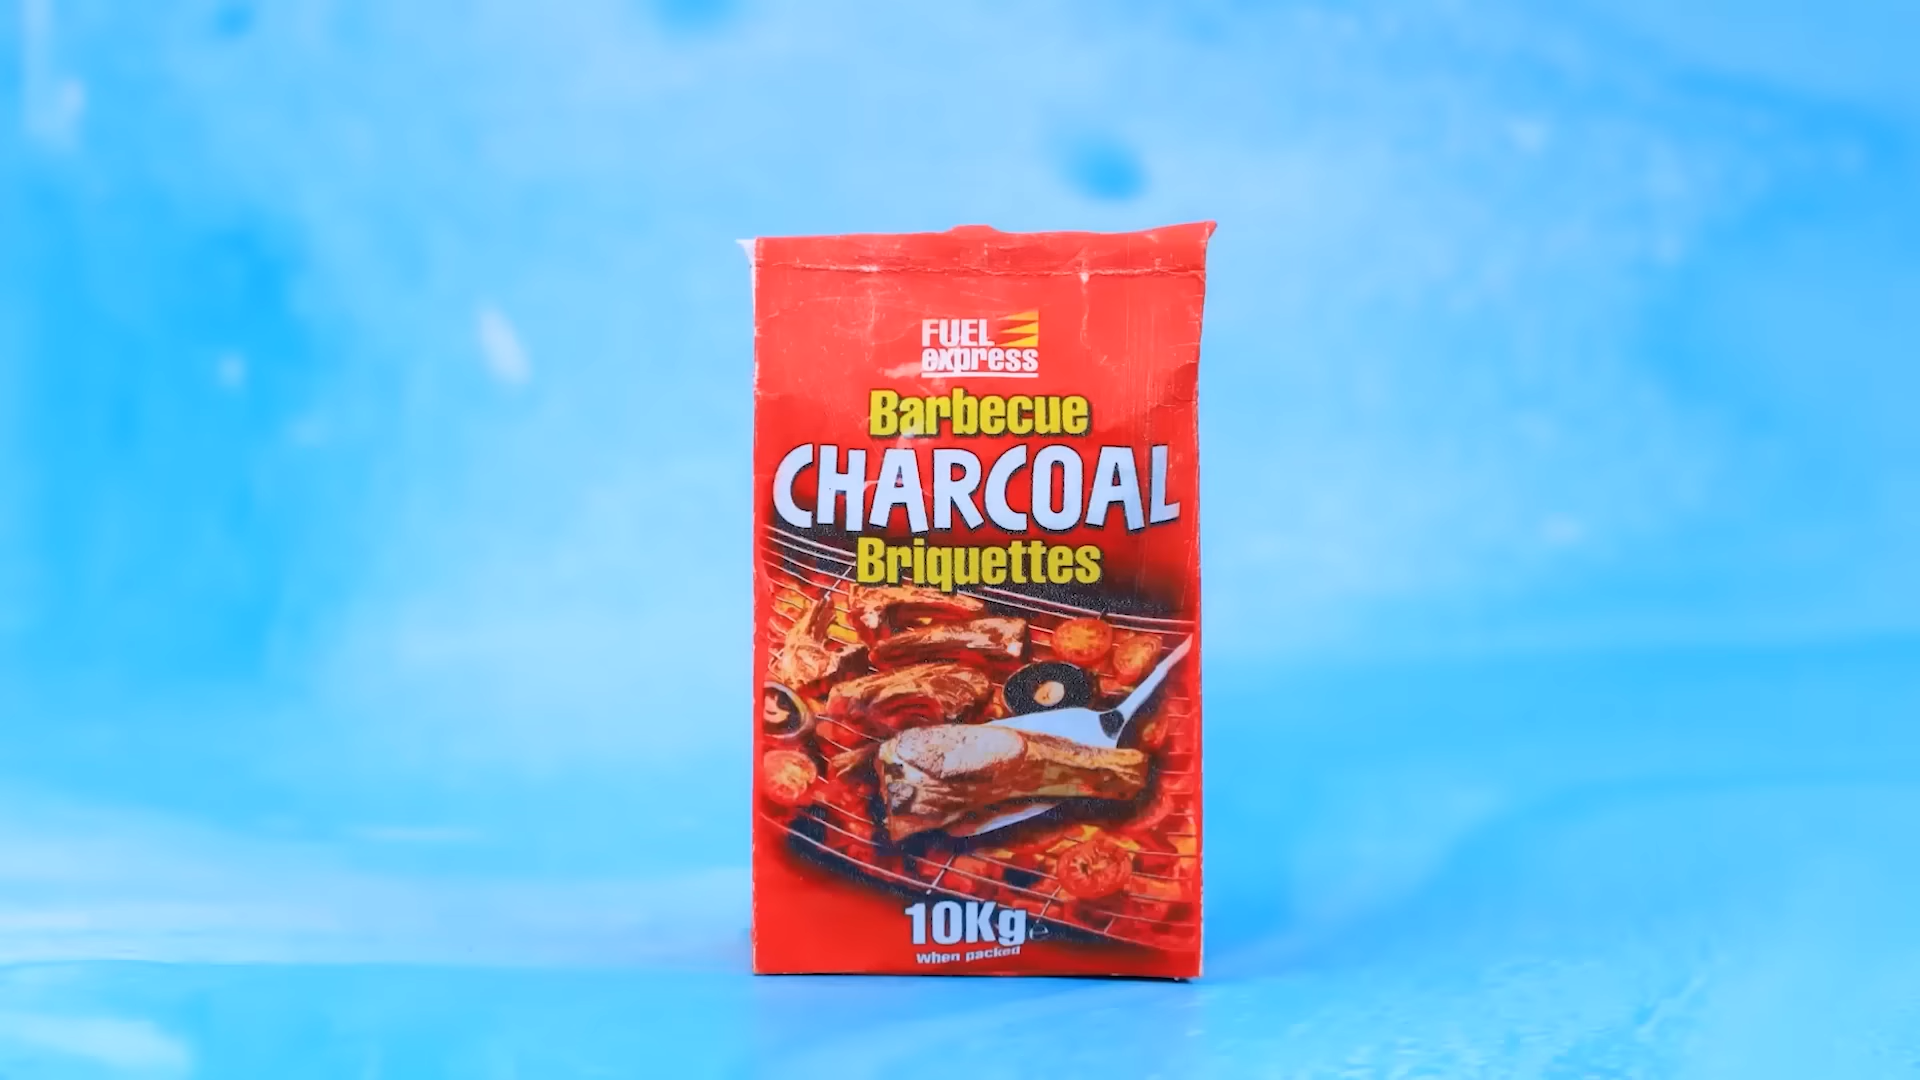 FUEL
express
Barbecue
CHARCOAL
Briquettes
10Kg e
When packed